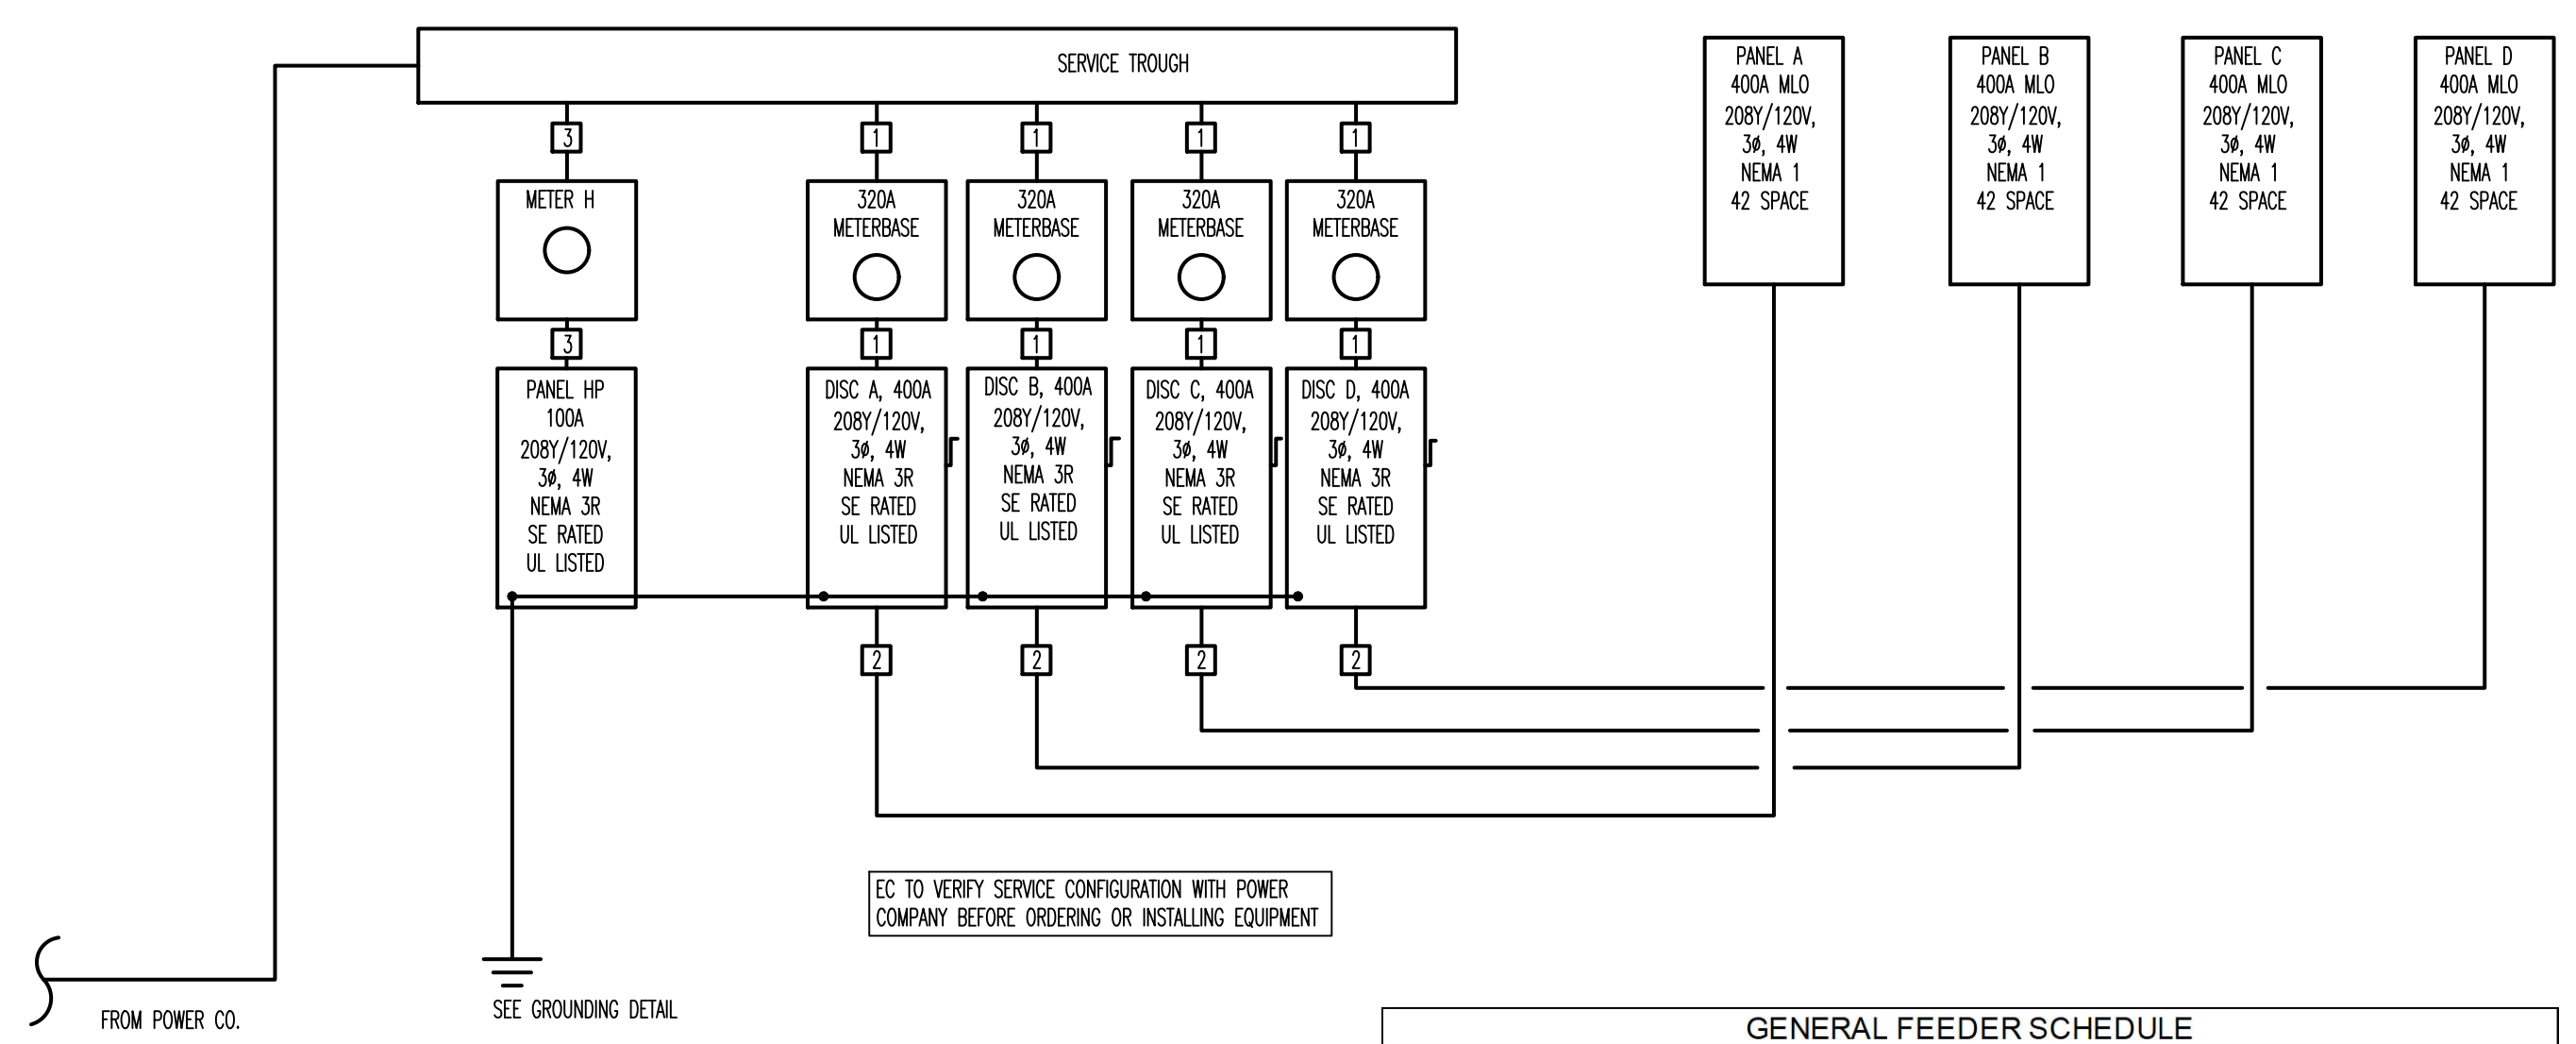 SERVICE TROUGH
PANEL A
400A MLO
208Y/120V,
3ø, 4W
NEMA 1
42 SPACE
PANEL B
400A MLO
208Y/120V,
3ø, 4W
NEMA 1
42 SPACE
PANEL C
400A MLO
208Y/120V,
3ø, 4W
NEMA 1
42 SPACE
PANEL D
400A MLO
208Y/120V,
3ø, 4W
NEMA 1
42 SPACE
3
1
1
1
1
METER H
320A
METERBASE
320A
METERBASE
320A
METERBASE
320A
METERBASE
3
1
1
1
1
PANEL HP
100A
208Y/120V,
3ø, 4W
NEMA 3R
SE RATED
UL LISTED
DISC A, 400A
208Y/120V,
3ø, 4W
NEMA 3R
SE RATED
UL LISTED
DISC B, 400A
208Y/120V,
3ø, 4W
NEMA 3R
SE RATED
UL LISTED
DISC C, 400A
208Y/120V,
3ø, 4W
NEMA 3R
SE RATED
UL LISTED
DISC D, 400A
208Y/120V,
3ø, 4W
NEMA 3R
SE RATED
UL LISTED
2
2
2
2
EC TO VERIFY SERVICE CONFIGURATION WITH POWER
COMPANY BEFORE ORDERING OR INSTALLING EQUIPMENT
SEE GROUNDING DETAIL
FROM POWER CO.
GENERAL FEEDER SCHEDULE